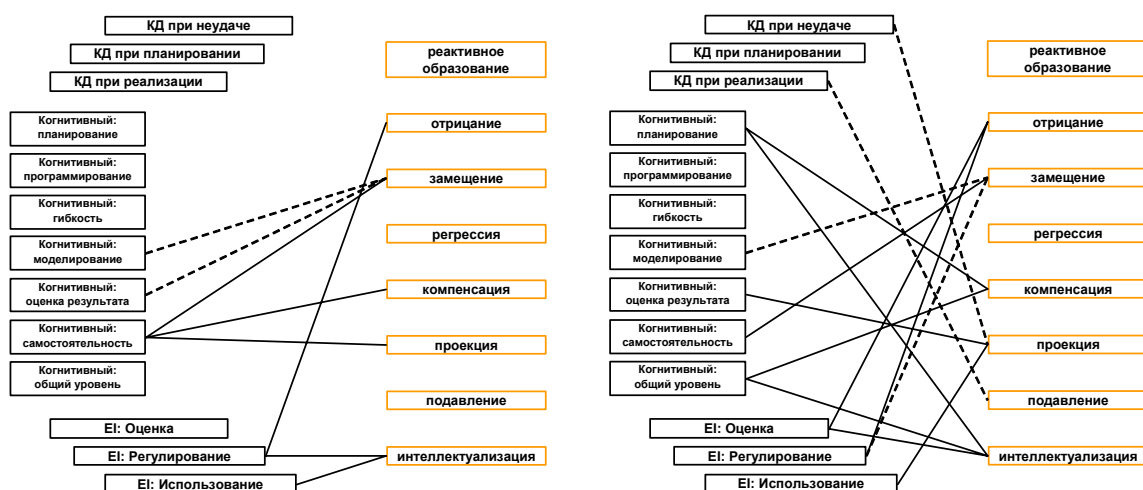 КД при неудаче
КД при планировании
КД при реализации
Когнитивный:
планирование
Когнитивный:
программирование
Когнитивный:
гибкость
Когнитивный:
моделирование
Когнитивный:
оценка результата
Когнитивный:
самостоятельность
Когнитивный:
общий уровень
EI: Оценка
EI: Регулирование
EI: Использование
реактивное
образование
отрицание
замещение
регрессия
компенсация
проекция
подавление
интеллектуализация
КД при неудаче
КД при планировании
КД при реализации
Когнитивный:
планирование
Когнитивный:
программирование
Когнитивный:
гибкость
Когнитивный:
моделирование
Когнитивный:
оценка результата
Когнитивный:
самостоятельность
Когнитивный:
общий уровень
EI: Оценка
EI: Регулирование
EI: Использование
реактивное
образование
отрицание
замещение
регрессия
компенсация
проекция
подавление
интеллектуализация